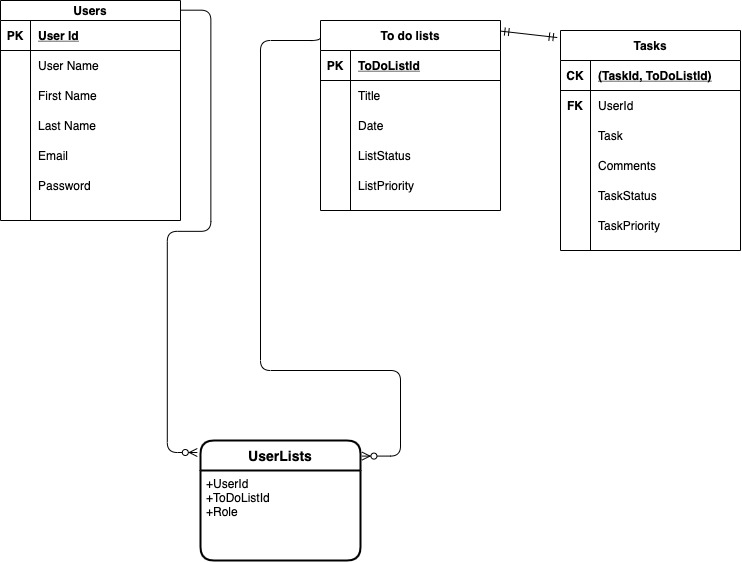 Users
PK User Id
User Name
First Name
Last Name
Email
Password
To do lists
PK ToDoListId
Title
Date
ListStatus
ListPriority
Tasks
CK (TaskId, ToDoListId)
FK UserId
Task
Comments
TaskStatus
TaskPriority
UserLists
+UserId
+ToDoListId
+Role